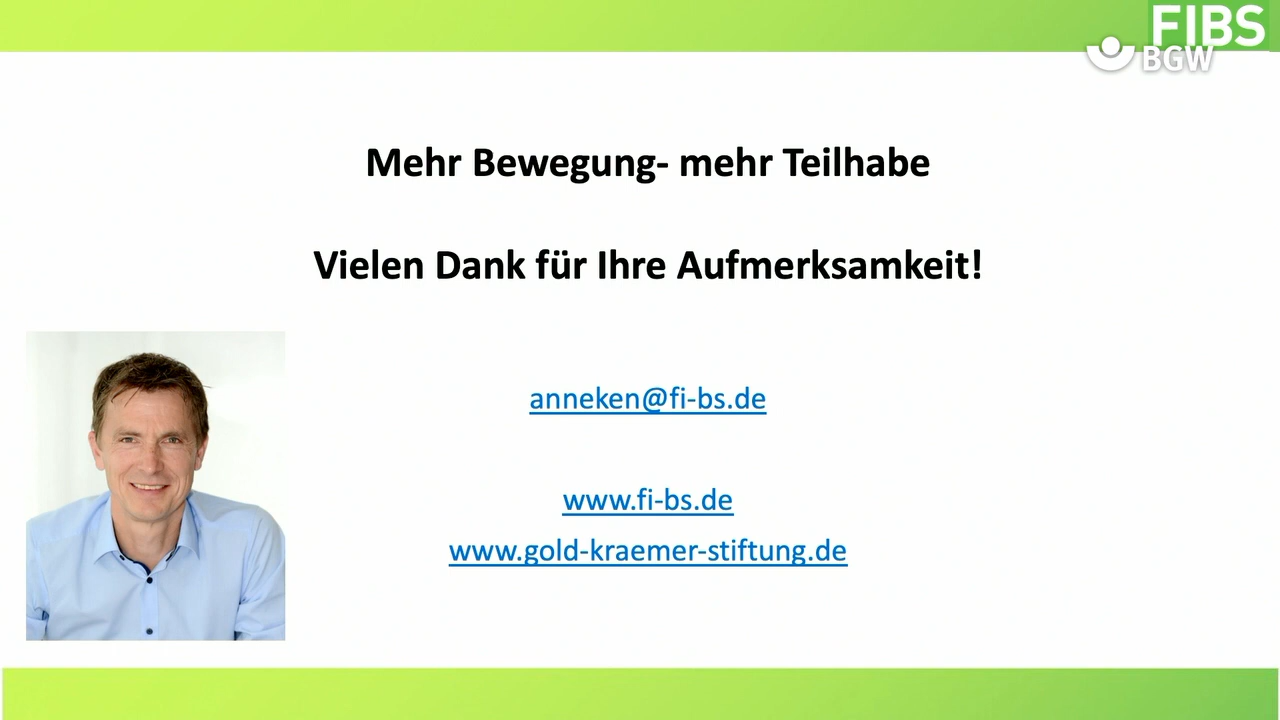 FIBS
BGW
Mehr Bewegung- mehr Teilhabe
Vielen Dank für Ihre Aufmerksamkeit!
anneken@fi-bs.de
www.fi-bs.de
www.gold-kraemer-stiftung.de